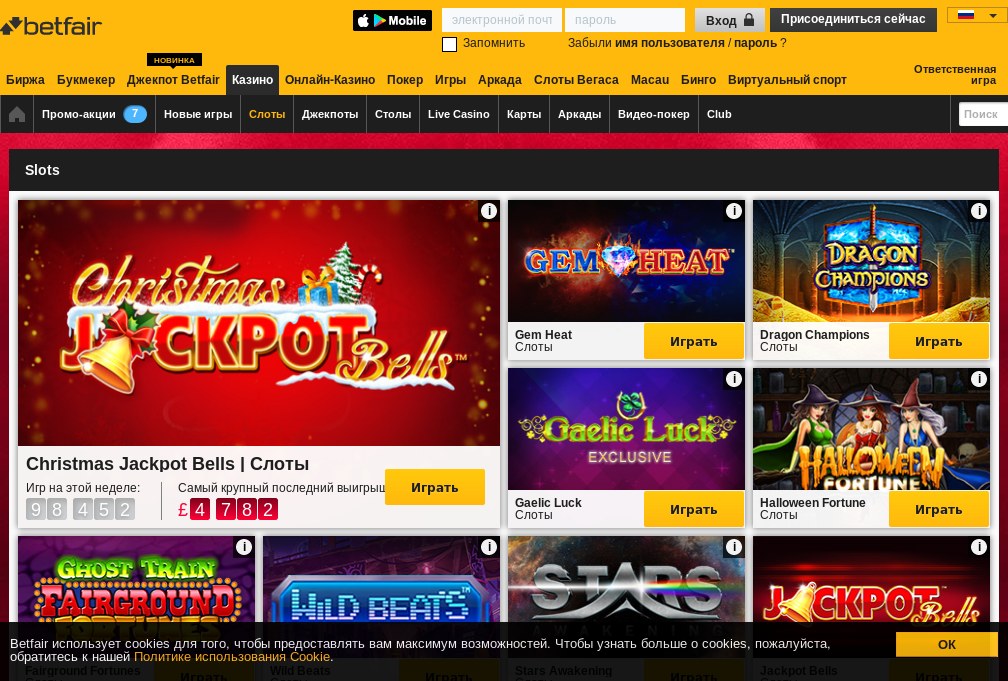 betfair
Mobile
электронной почт
пароль
Вход
Присоединиться сейчас
Запомнить
Забыли имя пользователя / пароль ?
НОВИНКА
Биржа Букмекер Джекпот Betfair Казино Онлайн-Казино Покер Игры Аркада Слоты Вегаса Macau Бинго Виртуальный спорт
Ответственная
игра
Промо-акции 7 Новые игры Слоты Джекпоты Столы Live Casino Карты Аркады Видео-покер Club Поиск
Slots
Christmas
JACKPOT
Bells™
Christmas Jackpot Bells | Слоты
Игр на этой неделе:
98 452
Самый крупный последний выигрыш
£4 782
Играть
GEM HEAT™
Gem Heat
Слоты
Играть
DRAGON
CHAMPIONS
Dragon Champions
Слоты
Играть
Gaelic Luck
EXCLUSIVE
Gaelic Luck
Слоты
Играть
HALLOWEEN
FORTUNE
Halloween Fortune
Слоты
Играть
GHOST TRAIN
FAIRGROUND
FORTUNES
Fairground Fortunes
Играть
WILD BEATS™
Wild Beats
Играть
STARS
AWAKENING
Stars Awakening
Играть
JACKPOT
Bells™
Jackpot Bells
Играть
Betfair использует cookies для того, чтобы предоставлять вам максимум возможностей. Чтобы узнать больше о cookies, пожалуйста,
обратитесь к нашей Политике использования Cookie.
ОК